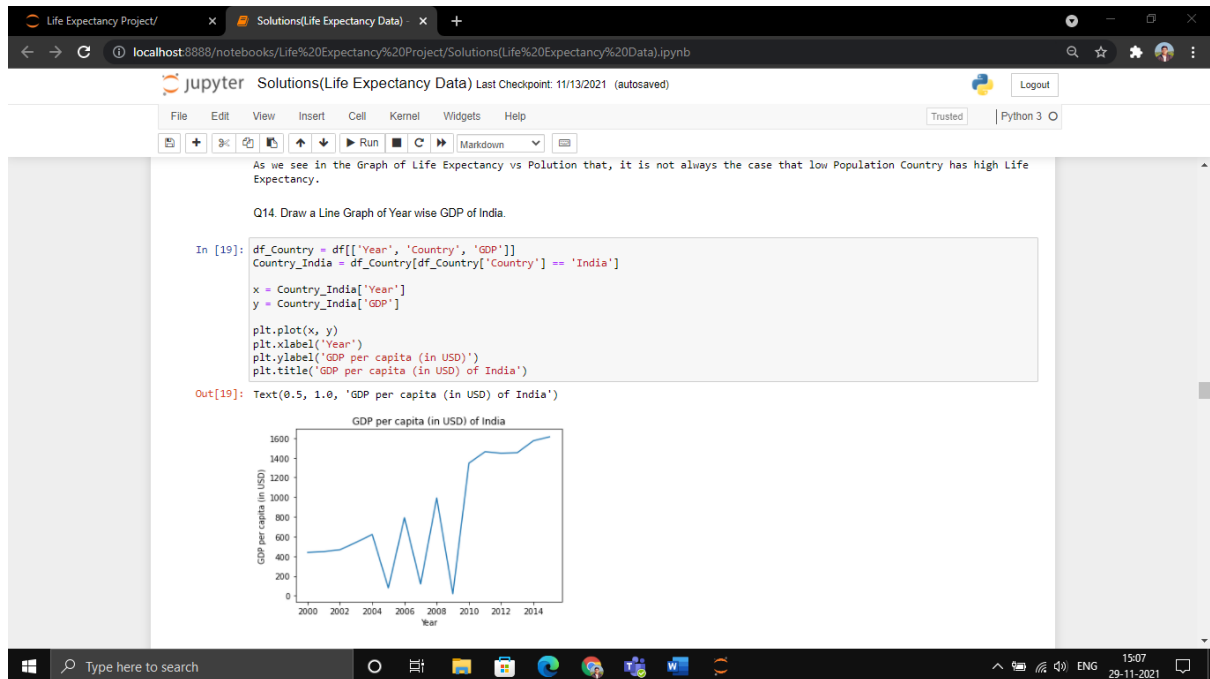 Life Expectancy Project/
Solutions(Life Expectancy Data) -
localhost:8888/notebooks/Life%20Expectancy%20Project/Solutions(Life%20Expectancy%20Data).ipynb
jupyter Solutions(Life Expectancy Data) Last Checkpoint: 11/13/2021 (autosaved)
Logout
File Edit View Insert Cell Kernel Widgets Help
Trusted Python 3
Run Markdown
As we see in the Graph of Life Expectancy vs Polution that, it is not always the case that low Population Country has high Life
Expectancy.
Q14. Draw a Line Graph of Year wise GDP of India.
In [19]: df_Country = df[['Year', 'Country', 'GDP']]
Country_India = df_Country[df_Country['Country'] == 'India']
x = Country_India['Year']
y = Country_India['GDP']
plt.plot(x, y)
plt.xlabel('Year')
plt.ylabel('GDP per capita (in USD)')
plt.title('GDP per capita (in USD) of India')
Out[19]: Text(0.5, 1.0, 'GDP per capita (in USD) of India')
GDP per capita (in USD) of India
GDP per capita (in USD)
1600
1400
1200
1000
800
600
400
200
0
2000 2002 2004 2006 2008 2010 2012 2014
Year
Type here to search
ENG
15:07
29-11-2021